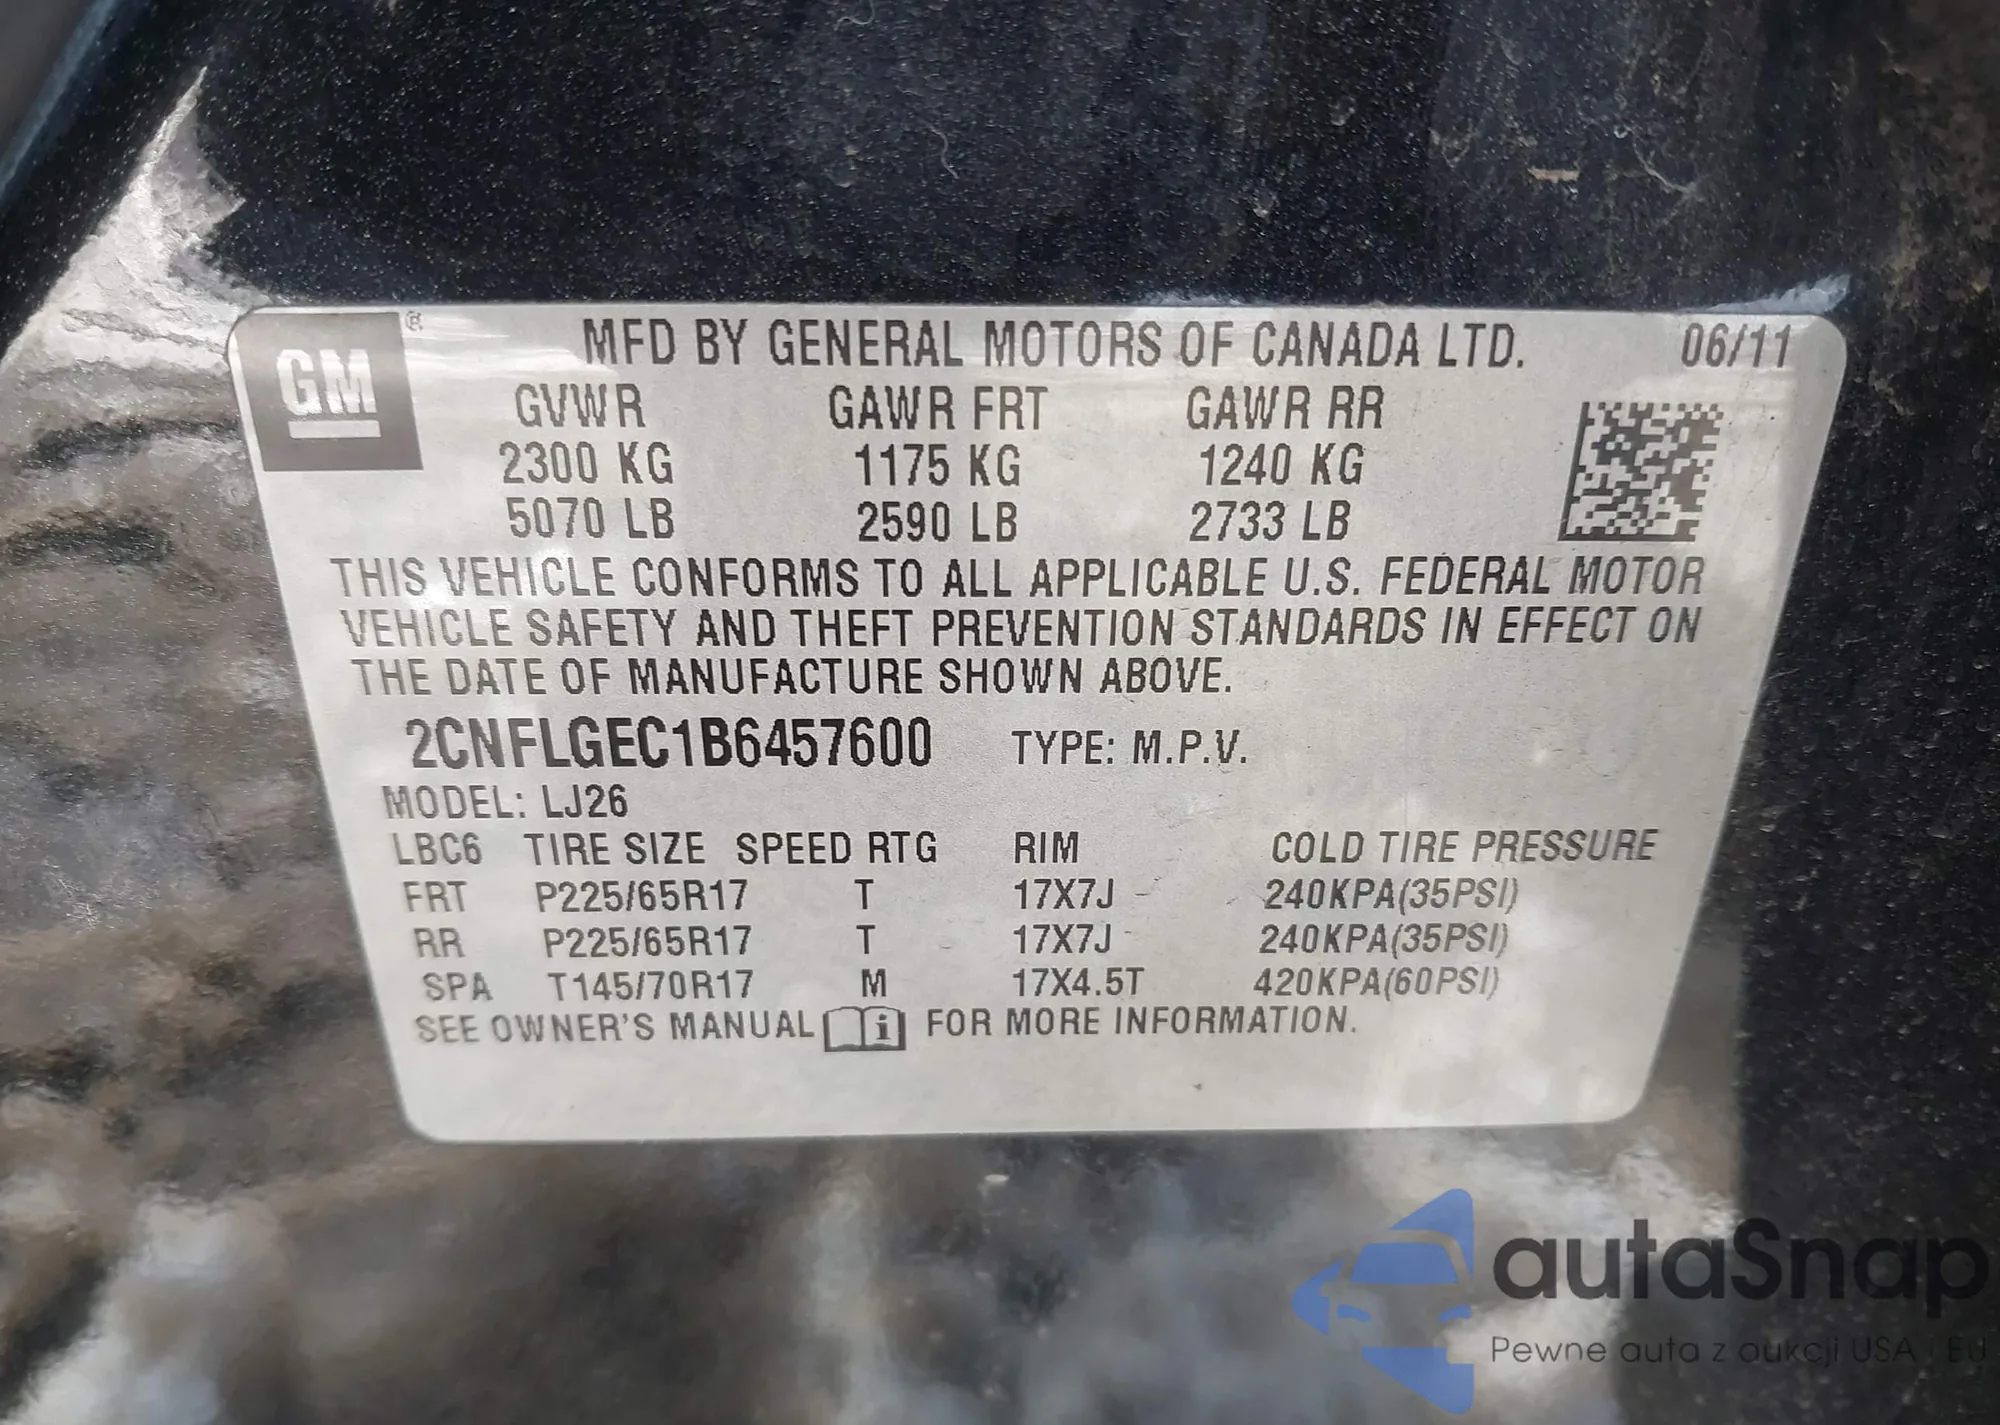 GM ® MFD BY GENERAL MOTORS OF CANADA LTD. 06/11
GVWR GAWR FRT GAWR RR
2300 KG 1175 KG 1240 KG
5070 LB 2590 LB 2733 LB
THIS VEHICLE CONFORMS TO ALL APPLICABLE U.S. FEDERAL MOTOR
VEHICLE SAFETY AND THEFT PREVENTION STANDARDS IN EFFECT ON
THE DATE OF MANUFACTURE SHOWN ABOVE.
2CNFLGEC1B6457600 TYPE: M.P.V.
MODEL: LJ26
LBC6 TIRE SIZE SPEED RTG RIM COLD TIRE PRESSURE
FRT P225/65R17 T 17X7J 240KPA(35PSI)
RR P225/65R17 T 17X7J 240KPA(35PSI)
SPA T145/70R17 M 17X4.5T 420KPA(60PSI)
SEE OWNER'S MANUAL i FOR MORE INFORMATION.
autaSnap
Pewne auta z aukcji USA i EU